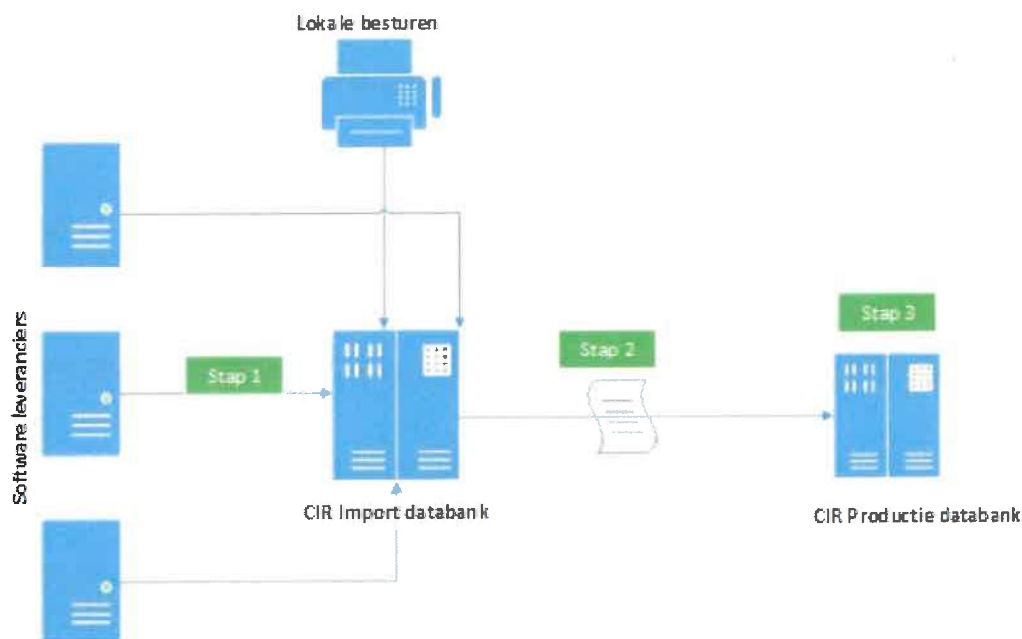 Lokale besturen
Software leveranciers
Stap 1
Stap 2
Stap 3
CIR Import databank
CIR Productie databank